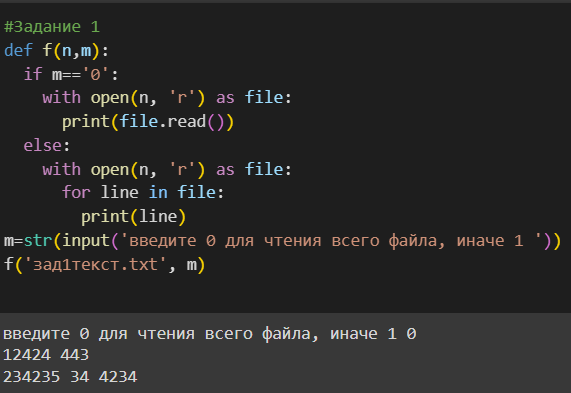 #Задание 1
def f(n,m):
  if m=='0':
    with open(n, 'r') as file:
      print(file.read())
  else:
    with open(n, 'r') as file:
      for line in file:
        print(line)
m=str(input('введите 0 для чтения всего файла, иначе 1 '))
f('зад1текст.txt', m)
введите 0 для чтения всего файла, иначе 1 0
12424 443
234235 34 4234